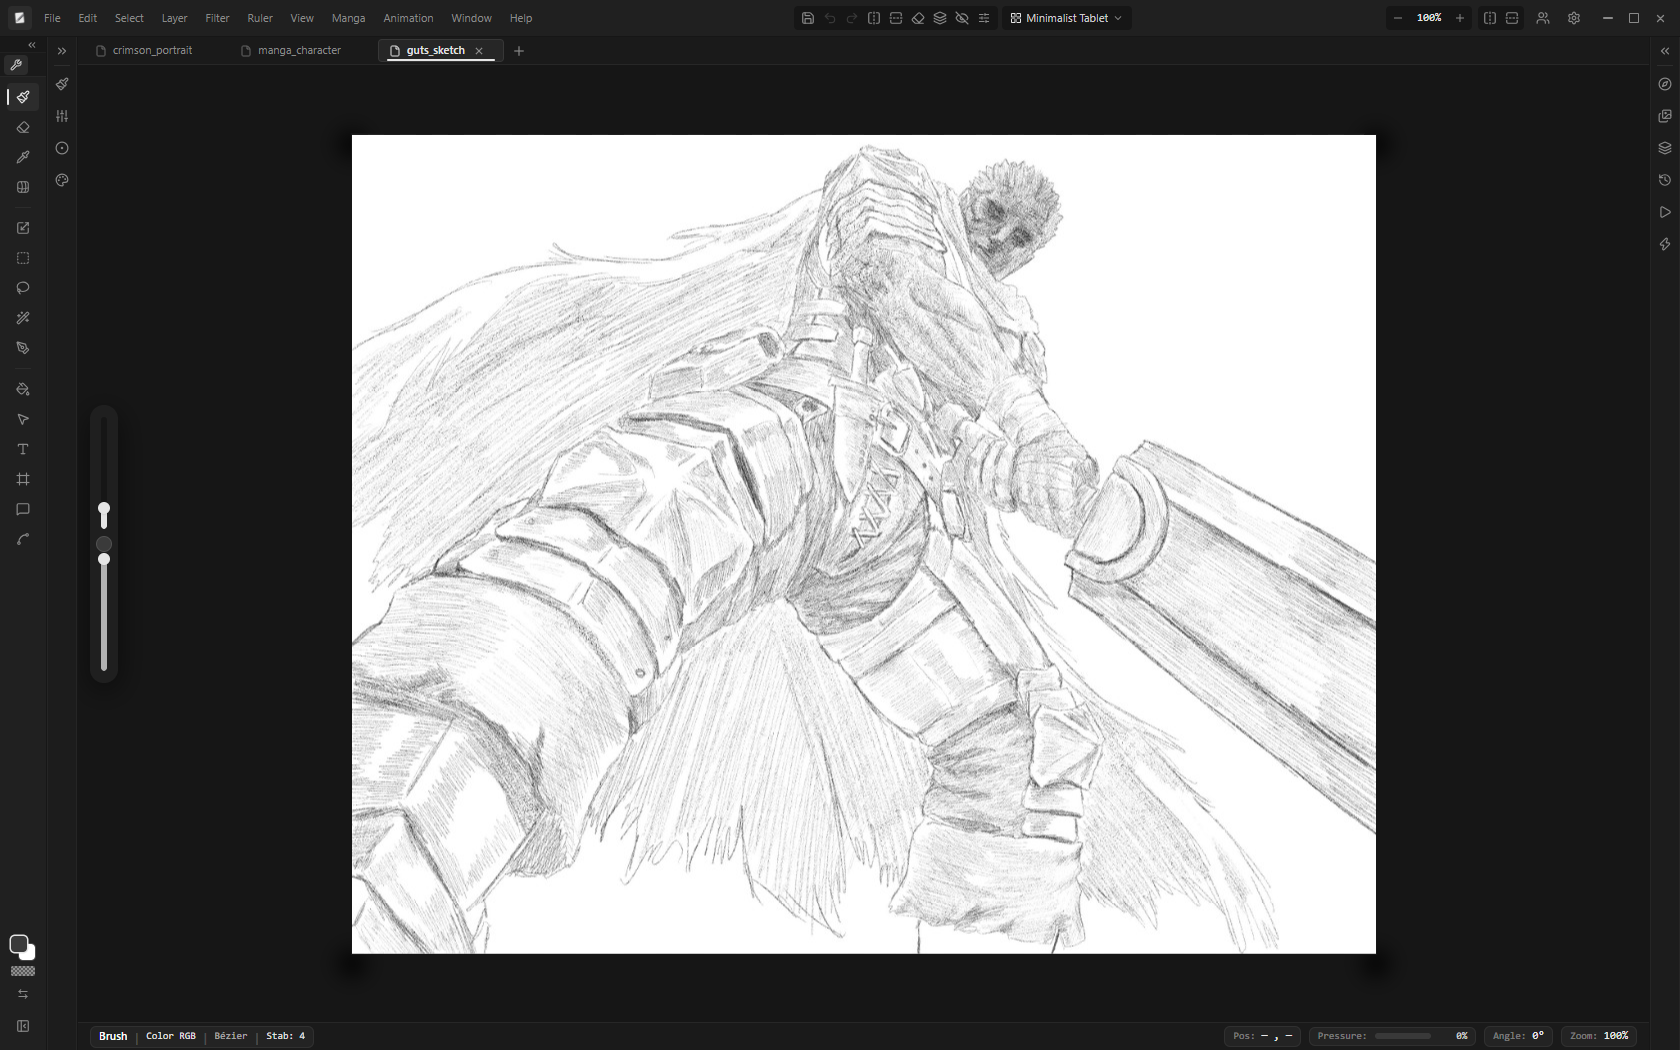 File Edit Select Layer Filter Ruler View Manga Animation Window Help
Minimalist Tablet
100%
crimson_portrait
manga_character
guts_sketch
Brush | Color RGB | Bézier | Stab: 4
Pos: — , —
Pressure: 0%
Angle: 0°
Zoom: 100%